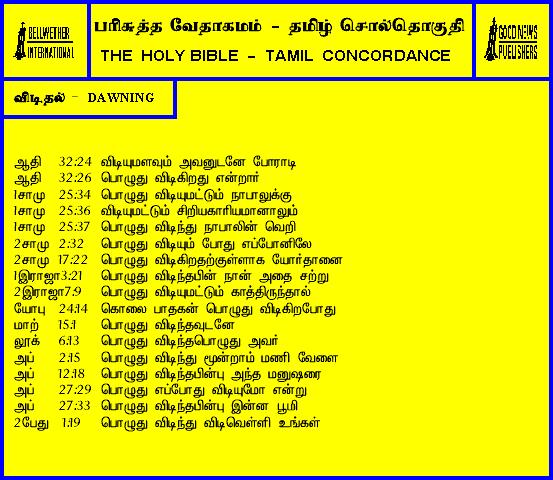 BELLWETHER
INTERNATIONAL
பரிசுத்த வேதாகமம் - தமிழ் சொல்தொகுதி
THE HOLY BIBLE - TAMIL CONCORDANCE
GOOD NEWS
PUBLISHERS
விடிதல் - DAWNING
ஆதி 32:24 விடியுமளவும் அவனுடனே போராடி
ஆதி 32:26 பொழுது விடிகிறது என்றார்
1சாமு 25:34 பொழுது விடியுமட்டும் நாபாலுக்கு
1சாமு 25:36 விடியுமட்டும் சிறியகாரியமானாலும்
1சாமு 25:37 பொழுது விடிந்து நாபாலின் வெறி
2சாமு 2:32 பொழுது விடியும் போது எப்போனிலே
2சாமு 17:22 பொழுது விடிகிறதற்குள்ளாக யோர்தானை
1இராஜா3:21 பொழுது விடிந்தபின் நான் அதை சற்று
2இராஜா7:9 பொழுது விடியுமட்டும் காத்திருந்தால்
யோபு 24:14 கொலை பாதகன் பொழுது விடிகிறபோது
மாற் 15:1 பொழுது விடிந்தவுடனே
லூக் 6:13 பொழுது விடிந்தபொழுது அவர்
அப் 2:15 பொழுது விடிந்து மூன்றாம் மணி வேளை
அப் 12:18 பொழுது விடிந்தபின்பு அந்த மனுஷரை
அப் 27:29 பொழுது எப்போது விடியுமோ என்று
அப் 27:33 பொழுது விடிந்தபின்பு இன்ன பூமி
2பேது 1:19 பொழுது விடிந்து விடிவெள்ளி உங்கள்